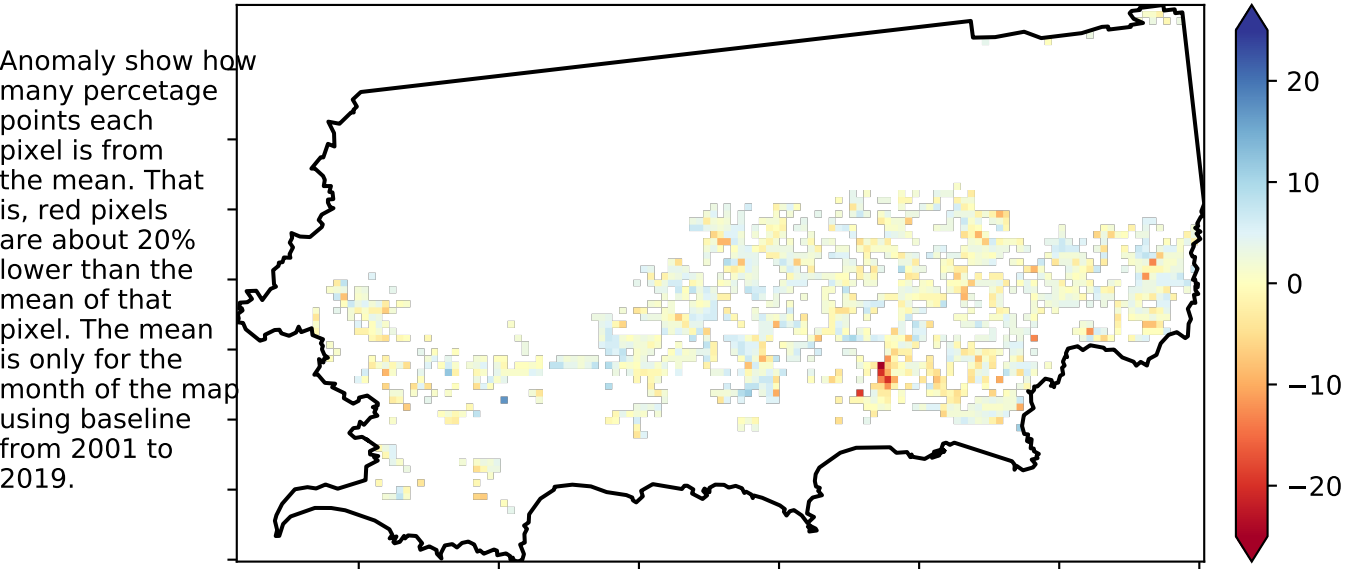 Anomaly show how
many percetage
points each
pixel is from
the mean. That
is, red pixels
are about 20%
lower than the
mean of that
pixel. The mean
is only for the
month of the map
using baseline
from 2001 to
2019.
20
10
0
−10
−20